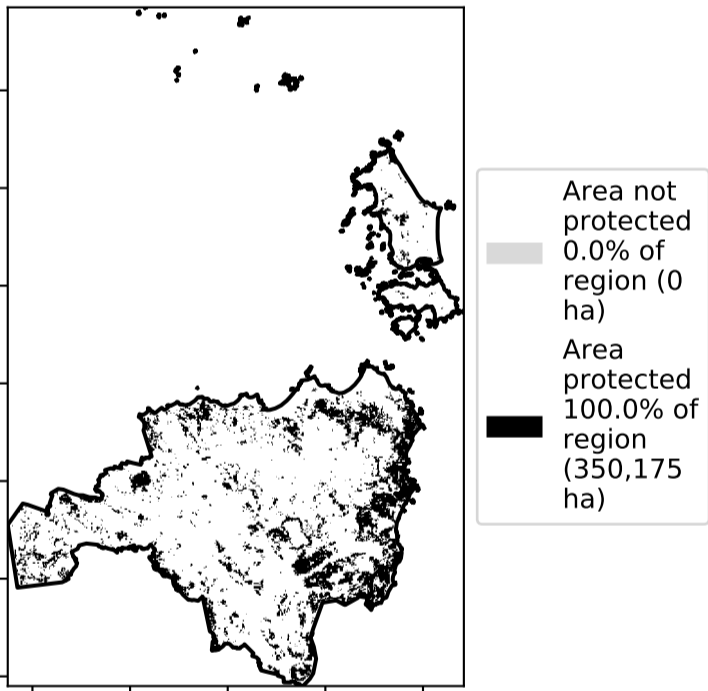 Area not
protected
0.0% of
region (0
ha)
Area
protected
100.0% of
region
(350,175
ha)